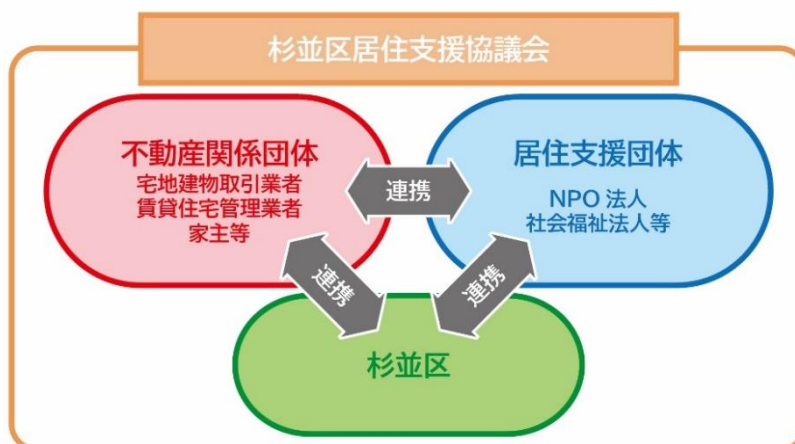 杉並区居住支援協議会
不動産関係団体
宅地建物取引業者
賃貸住宅管理業者
家主等
連携
居住支援団体
NPO 法人
社会福祉法人等
連携
連携
杉並区